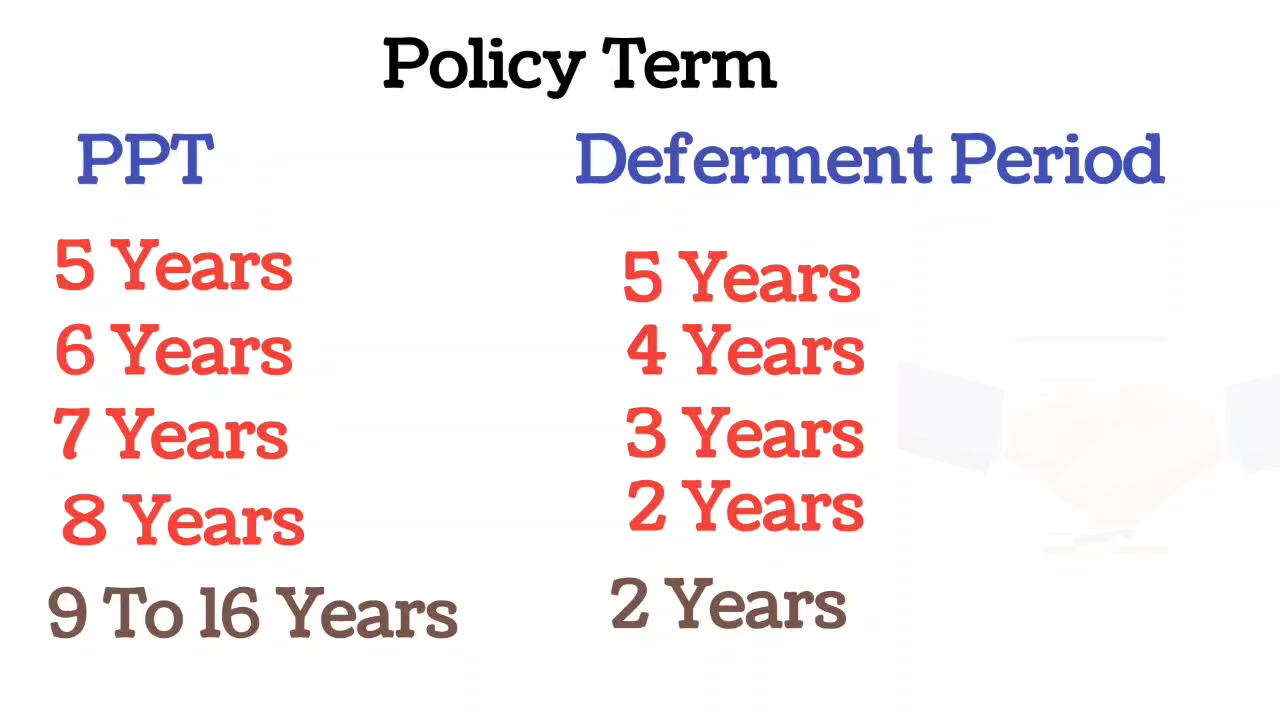 Policy Term
PPT Deferment Period
5 Years 5 Years
6 Years 4 Years
7 Years 3 Years
8 Years 2 Years
9 To 16 Years 2 Years